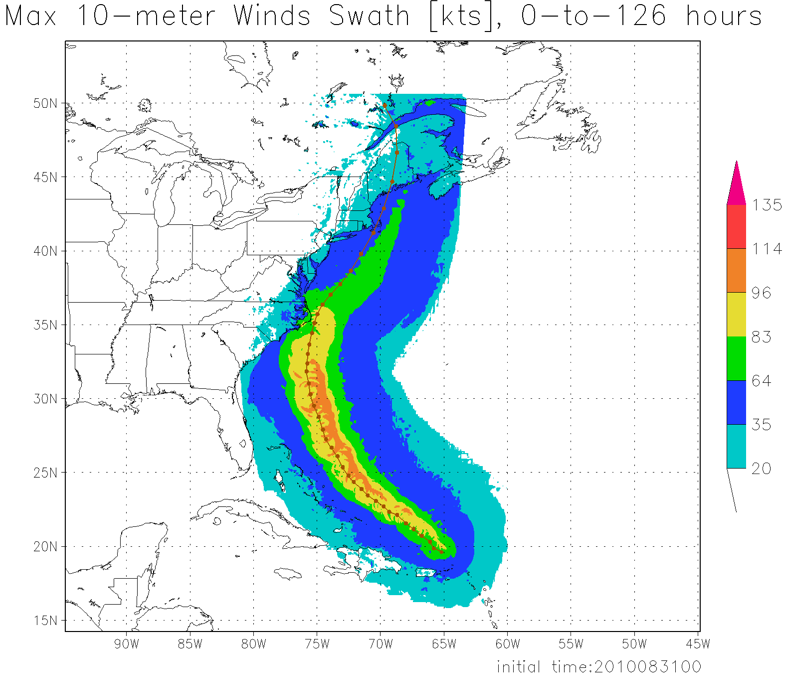 Max 10-meter Winds Swath [kts], 0-to-126 hours
50N
45N
40N
35N
30N
25N
20N
15N
90W 85W 80W 75W 70W 65W 60W 55W 50W 45W
135
114
96
83
64
35
20
initial time:2010083100